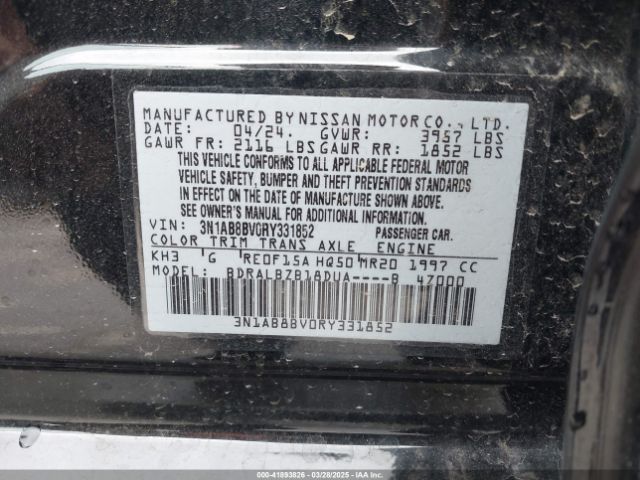 MANUFACTURED BY NISSAN MOTOR CO., LTD.
DATE: 04/24. GVWR: 3957 LBS
GAWR FR: 2116 LBS GAWR RR: 1852 LBS
THIS VEHICLE CONFORMS TO ALL APPLICABLE FEDERAL MOTOR
VEHICLE SAFETY, BUMPER AND THEFT PREVENTION STANDARDS
IN EFFECT ON THE DATE OF MANUFACTURE SHOWN ABOVE.
SEE OWNER'S MANUAL FOR ADDITIONAL INFORMATION.
VIN: 3N1AB8BV0RY331852 PASSENGER CAR.
COLOR TRIM TRANS AXLE ENGINE
KH3 G RE0F15A HQ50 MR20 1997 CC
MODEL: BDRALBZB18DUA----B 47000
3N1AB8BV0RY331852
000-41893826 | 03/28/2025 | IAAI.COM